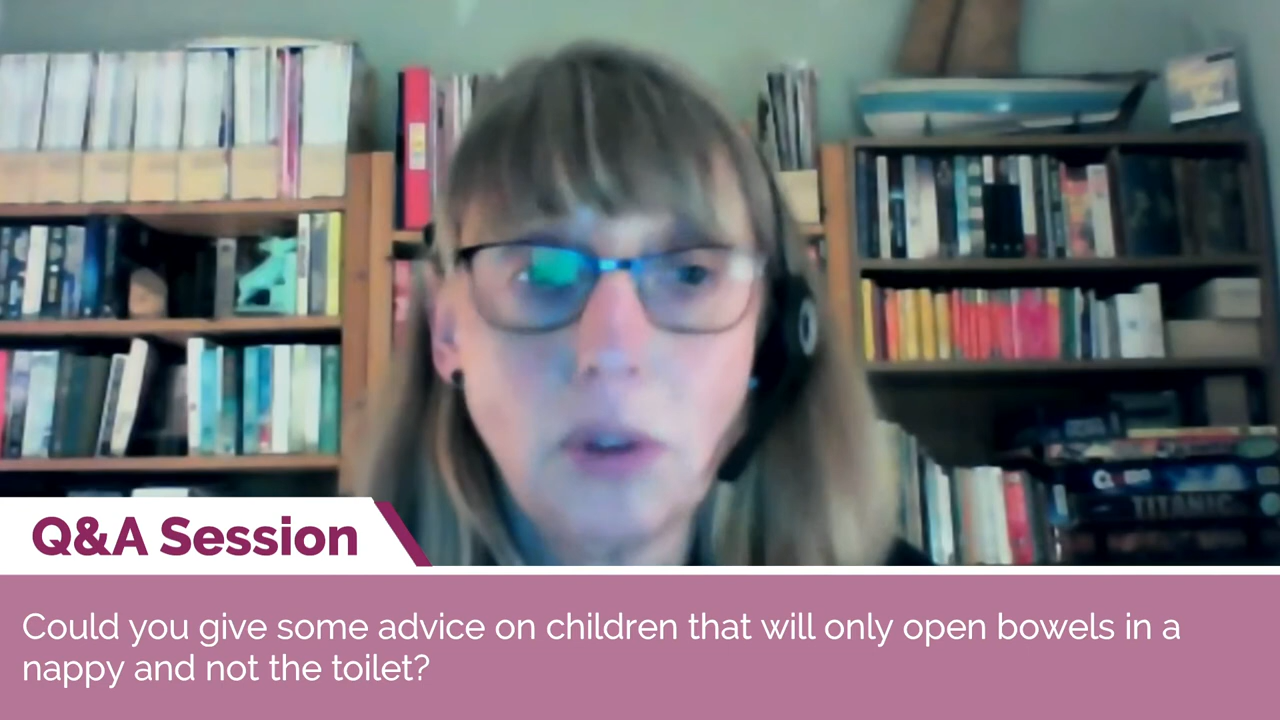 TITANIC
Q&A Session
Could you give some advice on children that will only open bowels in a
nappy and not the toilet?